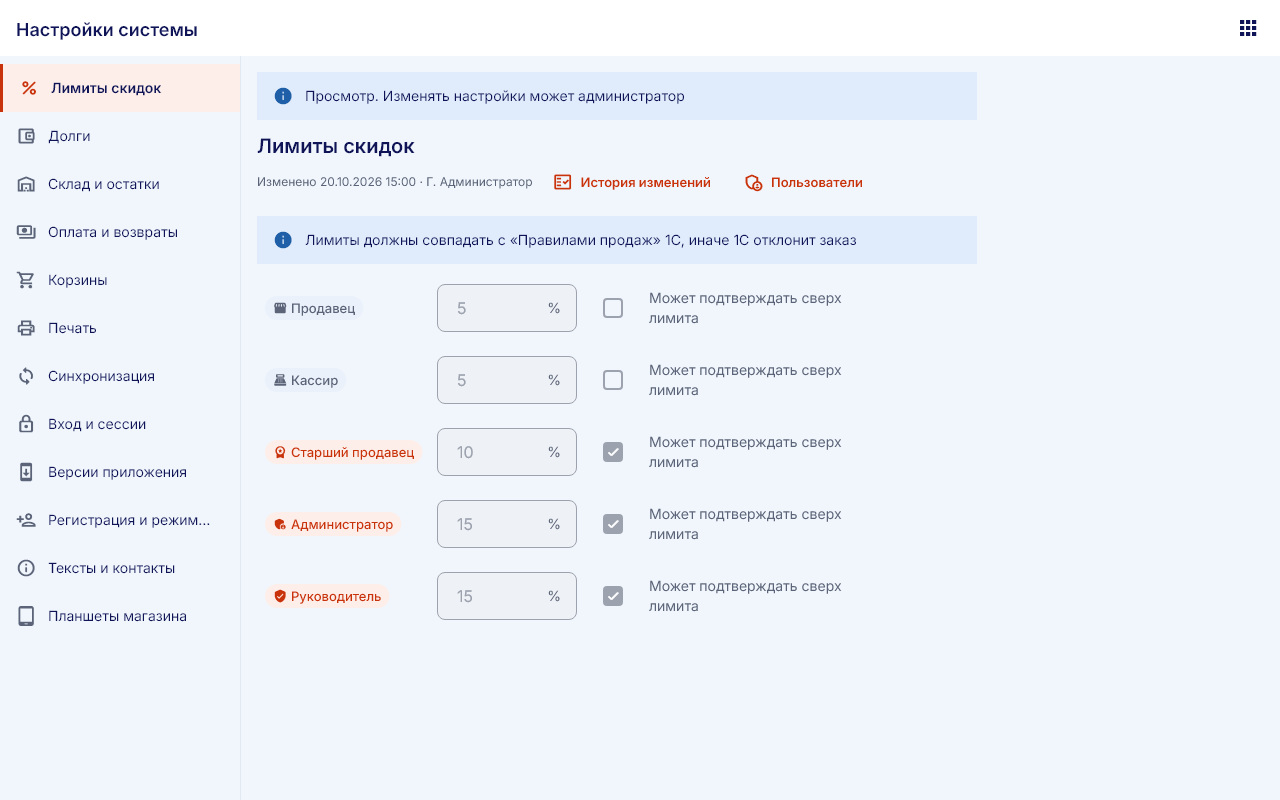 Настройки системы
Лимиты скидок
Долги
Склад и остатки
Оплата и возвраты
Корзины
Печать
Синхронизация
Вход и сессии
Версии приложения
Регистрация и режим...
Тексты и контакты
Планшеты магазина
Просмотр. Изменять настройки может администратор
Лимиты скидок
Изменено 20.10.2026 15:00 · Г. Администратор
История изменений
Пользователи
Лимиты должны совпадать с «Правилами продаж» 1С, иначе 1С отклонит заказ
Продавец
5 %
Может подтверждать сверх
лимита
Кассир
5 %
Может подтверждать сверх
лимита
Старший продавец
10 %
Может подтверждать сверх
лимита
Администратор
15 %
Может подтверждать сверх
лимита
Руководитель
15 %
Может подтверждать сверх
лимита